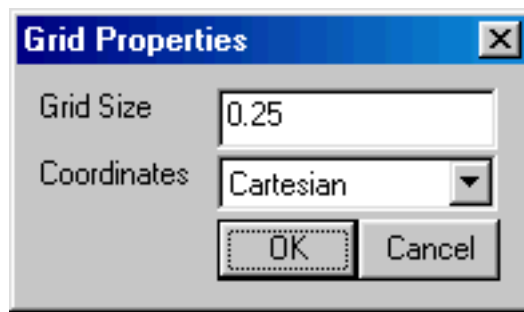 Grid Properties
Grid Size 0.25
Coordinates Cartesian
OK Cancel